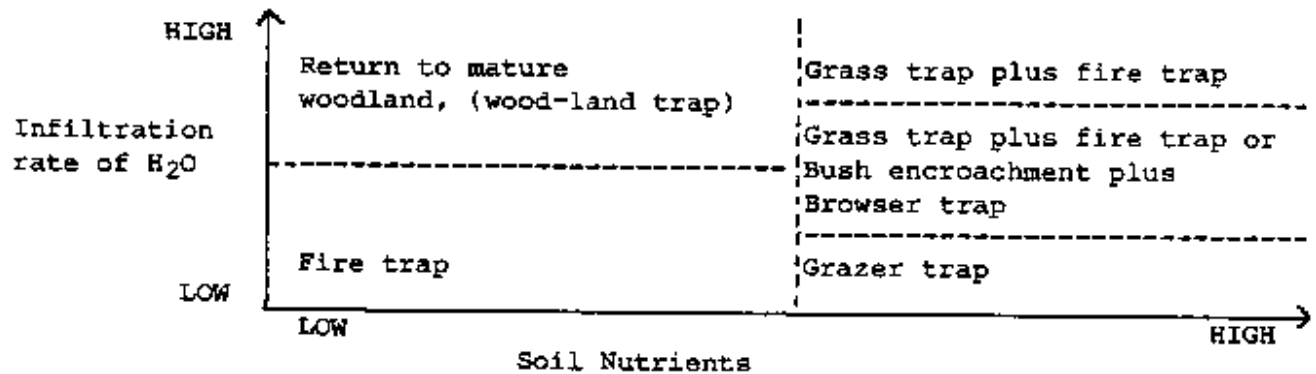 HIGH
Return to mature
woodland, (wood-land trap)
Grass trap plus fire trap
Infiltration
rate of H₂O
Grass trap plus fire trap or
Bush encroachment plus
Browser trap
Fire trap
Grazer trap
LOW
LOW
HIGH
Soil Nutrients